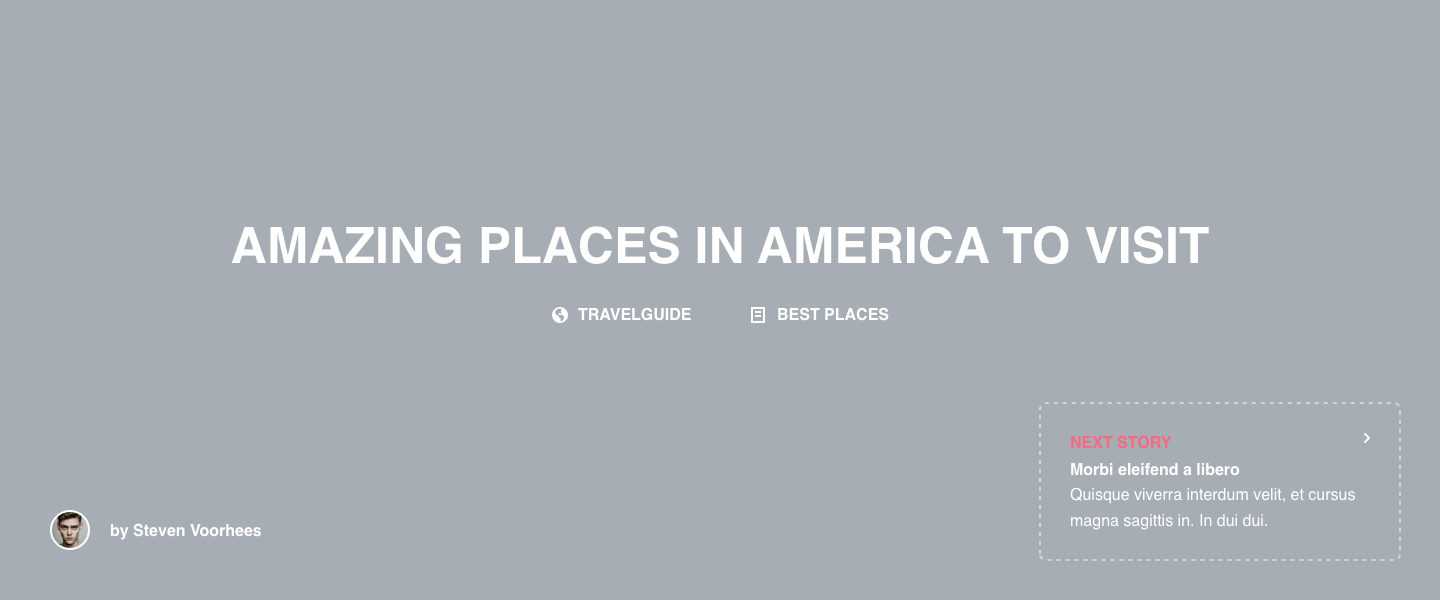 AMAZING PLACES IN AMERICA TO VISIT
TRAVELGUIDE
BEST PLACES
NEXT STORY
Morbi eleifend a libero
Quisque viverra interdum velit, et cursus
magna sagittis in. In dui dui.
by Steven Voorhees